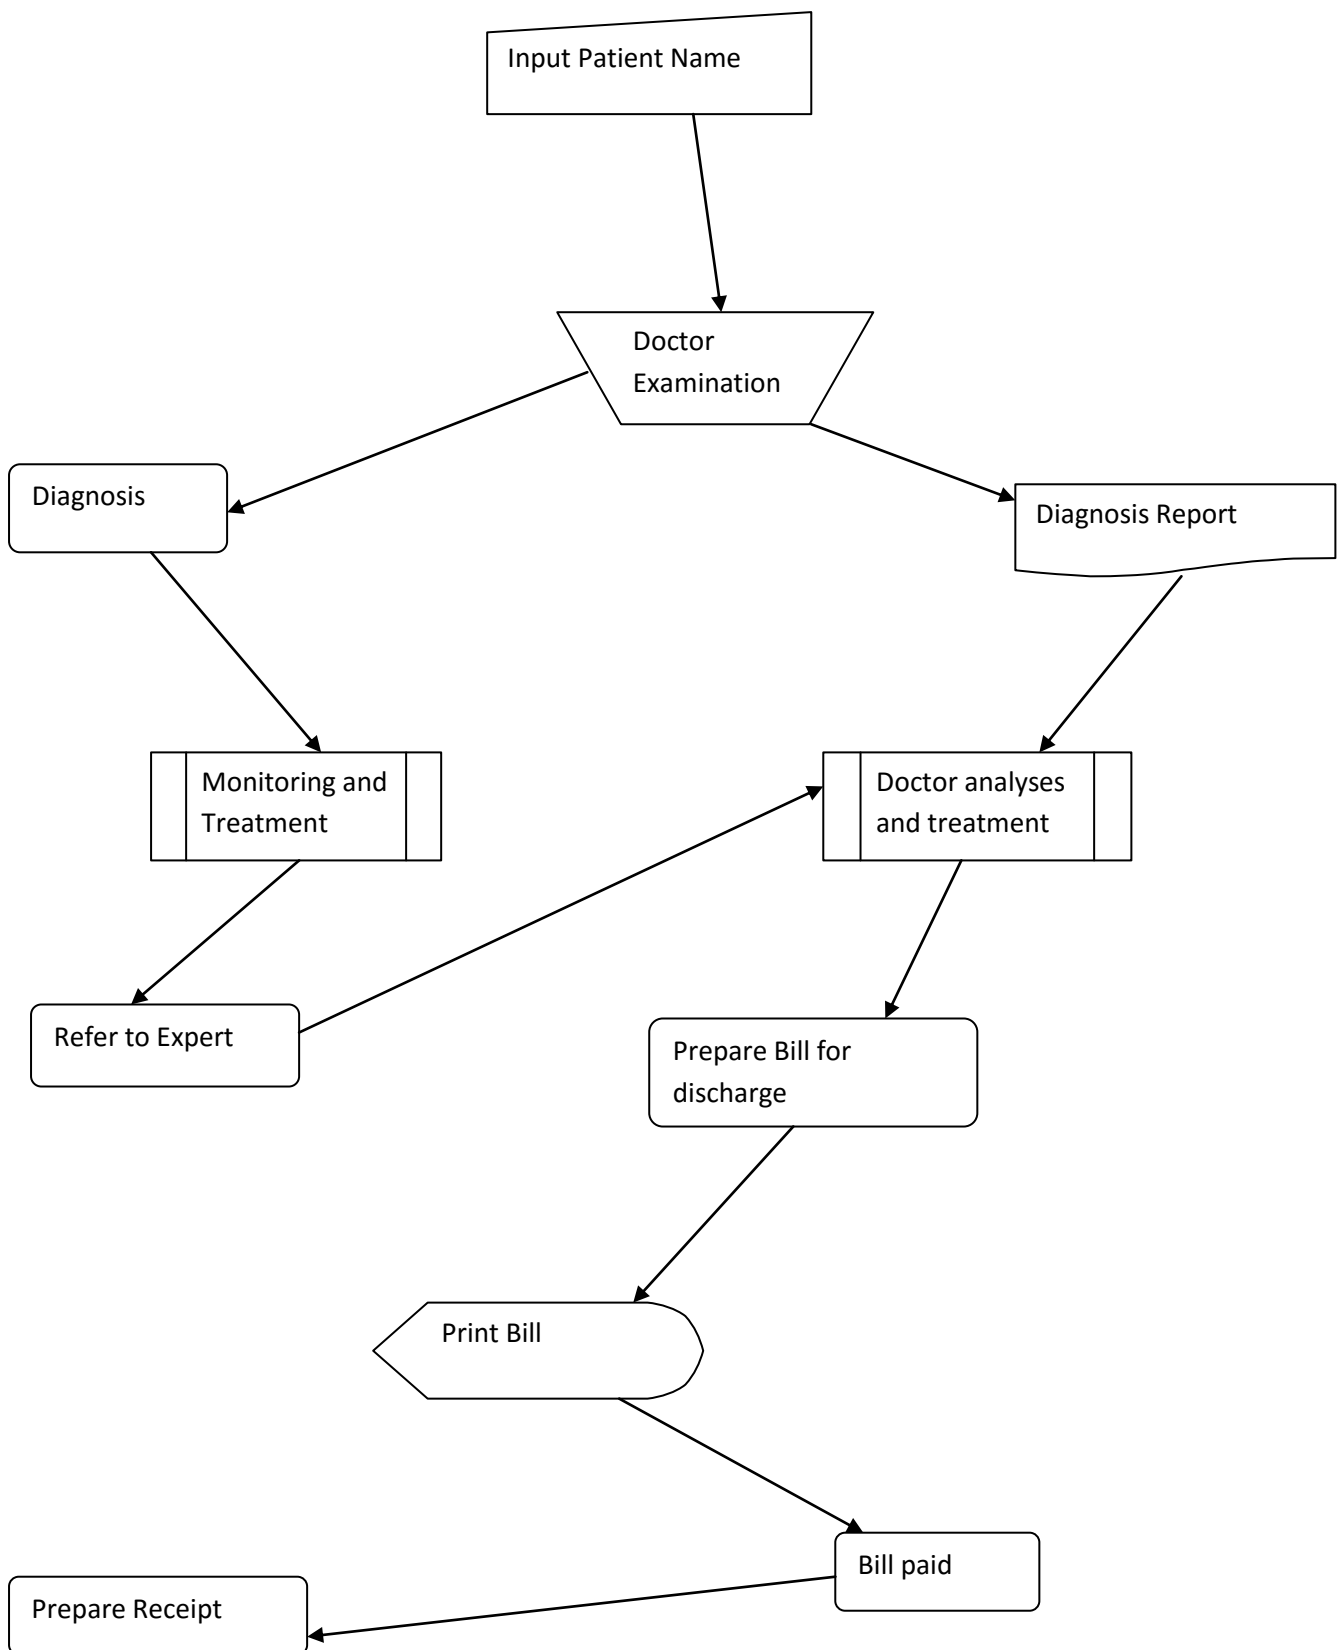 Input Patient Name
Doctor
Examination
Diagnosis
Diagnosis Report
Monitoring and
Treatment
Doctor analyses
and treatment
Refer to Expert
Prepare Bill for
discharge
Print Bill
Bill paid
Prepare Receipt